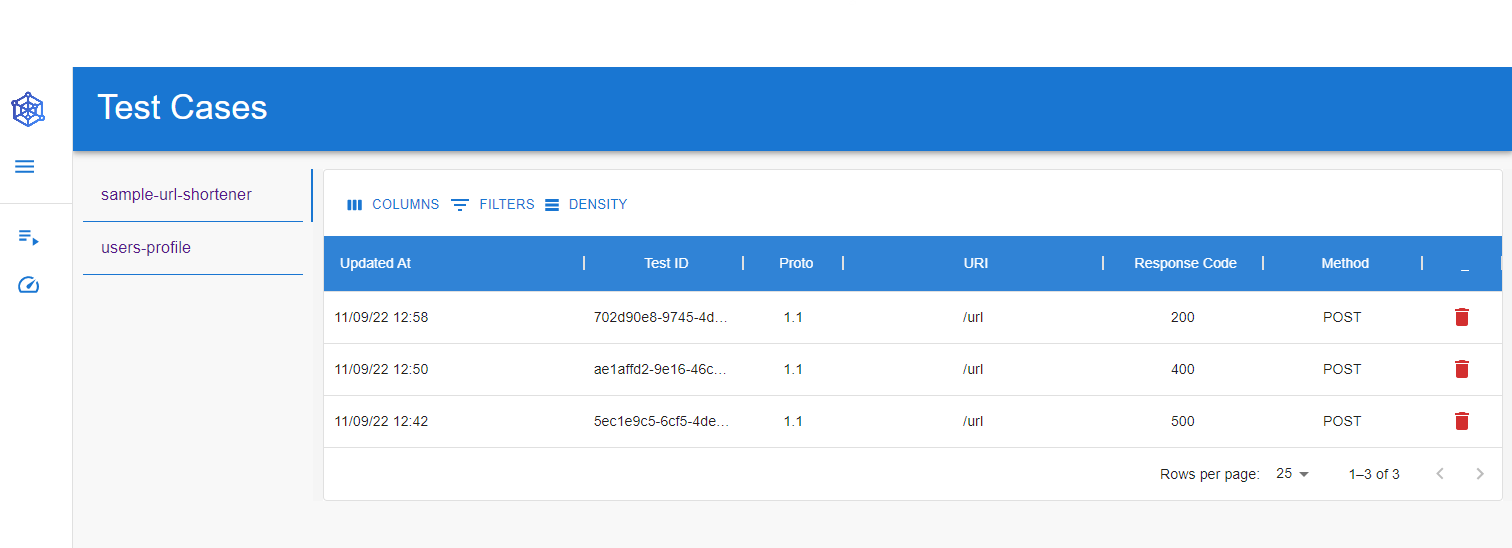 Test Cases
sample-url-shortener
users-profile
COLUMNS FILTERS DENSITY
Updated At Test ID Proto URI Response Code Method _
11/09/22 12:58 702d90e8-9745-4d… 1.1 /url 200 POST
11/09/22 12:50 ae1affd2-9e16-46c… 1.1 /url 400 POST
11/09/22 12:42 5ec1e9c5-6cf5-4de… 1.1 /url 500 POST
Rows per page: 25 1–3 of 3